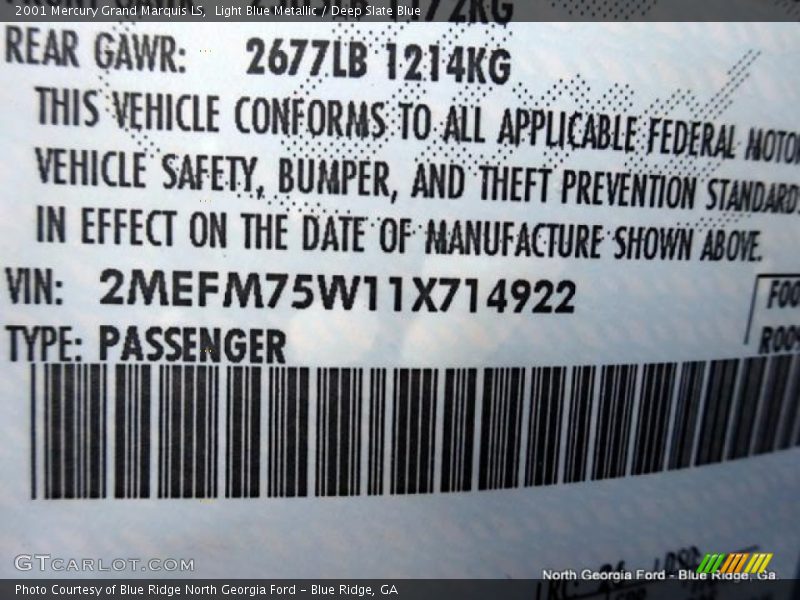 2001 Mercury Grand Marquis LS, Light Blue Metallic / Deep Slate Blue
REAR GAWR: 2677LB 1214KG
THIS VEHICLE CONFORMS TO ALL APPLICABLE FEDERAL MOTOR
VEHICLE SAFETY, BUMPER, AND THEFT PREVENTION STANDARDS
IN EFFECT ON THE DATE OF MANUFACTURE SHOWN ABOVE.
VIN: 2MEFM75W11X714922
TYPE: PASSENGER
GTCARLOT.COM
North Georgia Ford - Blue Ridge, Ga.
Photo Courtesy of Blue Ridge North Georgia Ford – Blue Ridge, GA